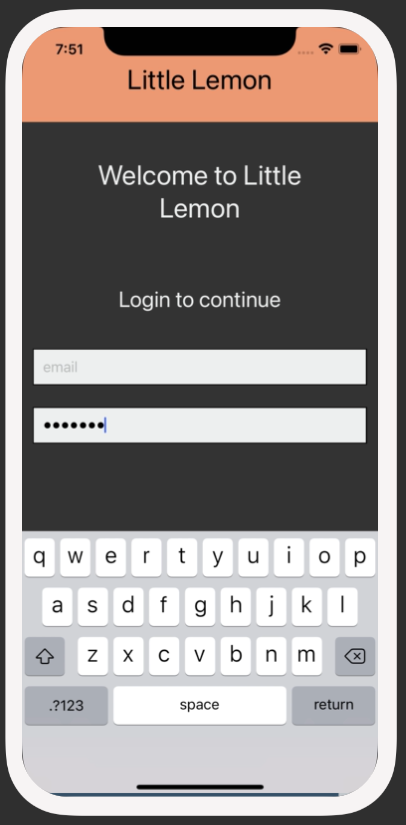 7:51
Little Lemon
Welcome to Little
Lemon
Login to continue
email
•••••••
q w e r t y u i o p
a s d f g h j k l
z x c v b n m
.?123 space return